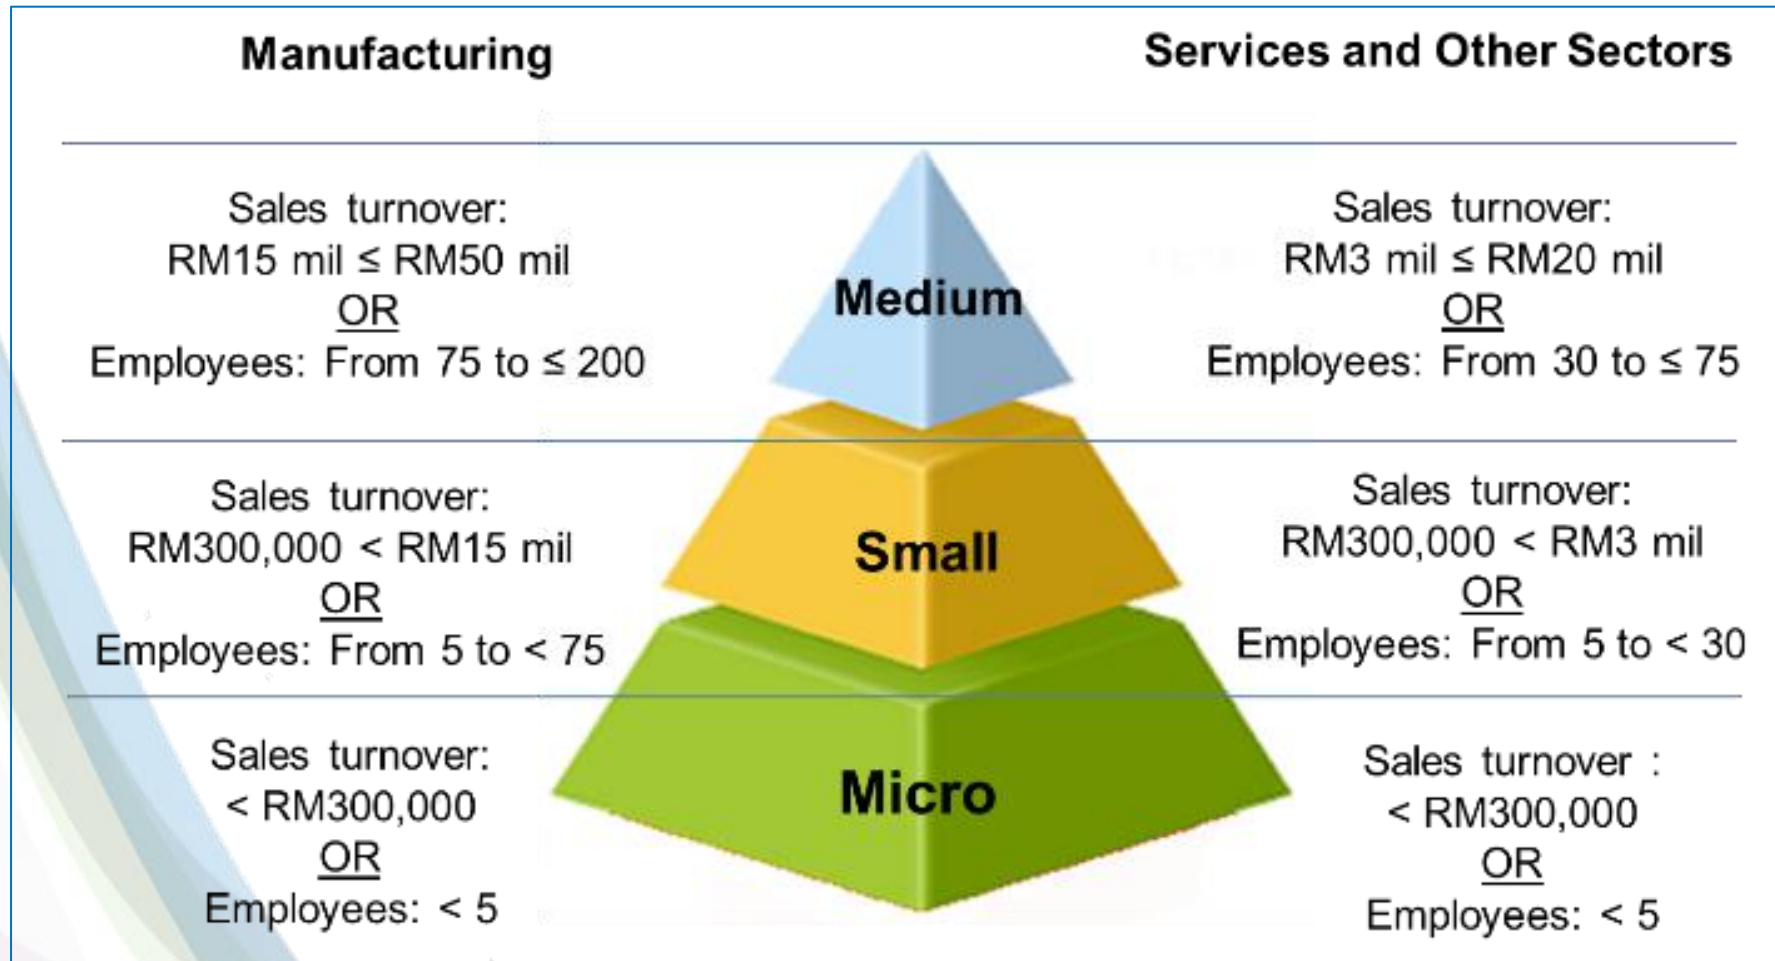 Manufacturing
Services and Other Sectors
Sales turnover:
RM15 mil ≤ RM50 mil
OR
Employees: From 75 to ≤ 200
Medium
Sales turnover:
RM3 mil ≤ RM20 mil
OR
Employees: From 30 to ≤ 75
Sales turnover:
RM300,000 < RM15 mil
OR
Employees: From 5 to < 75
Small
Sales turnover:
RM300,000 < RM3 mil
OR
Employees: From 5 to < 30
Sales turnover:
< RM300,000
OR
Employees: < 5
Micro
Sales turnover :
< RM300,000
OR
Employees: < 5